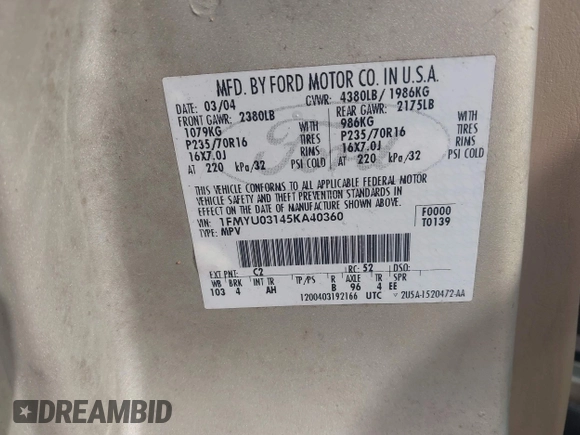 MFD. BY FORD MOTOR CO. IN U.S.A.
DATE: 03/04 GVWR: 4380LB/ 1986KG
FRONT GAWR: 2380LB REAR GAWR: 2175LB
1079KG WITH 986KG WITH
P235/70R16 TIRES P235/70R16 TIRES
16X7.0J RIMS 16X7.0J RIMS
AT 220 kPa/32 PSI COLD AT 220 kPa/32 PSI COLD
THIS VEHICLE CONFORMS TO ALL APPLICABLE FEDERAL MOTOR
VEHICLE SAFETY AND THEFT PREVENTION STANDARDS IN
EFFECT ON THE DATE OF MANUFACTURE SHOWN ABOVE.
VIN: 1FMYU03145KA40360 F0000
TYPE: MPV T0139
EXT PNT: C2 RC: 52 DSO:
WB BRK INT TR TP/PS R AXLE TR SPR
103 4 AH B 96 4 EE
1200403192166 UTC 2U5A-1520472-AA
Ford
DREAMBID